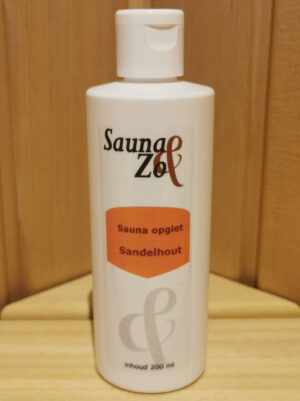 Sauna &
Zo
Sauna opgiet
Sandelhout
&
inhoud 200 ml